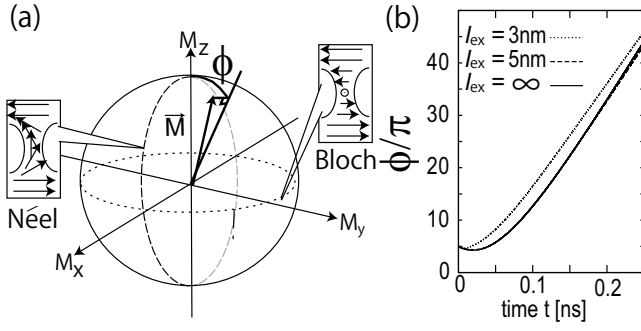 (a)
M_Z
ϕ
M⃗
Néel
Bloch
M_y
M_x
(b)
l_ex = 3nm
l_ex = 5nm
l_ex = ∞
ϕ/π
40
30
20
10
0
0
0.1
0.2
time t [ns]